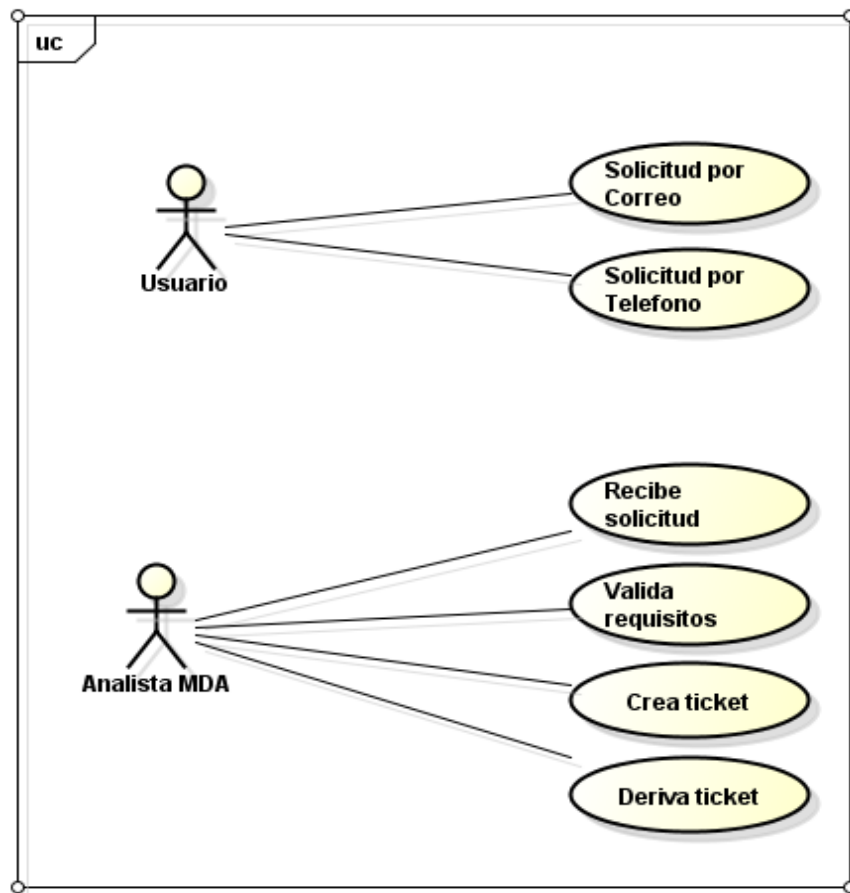 uc
Solicitud por
Correo
Usuario
Solicitud por
Telefono
Recibe
solicitud
Valida
requisitos
Analista MDA
Crea ticket
Deriva ticket